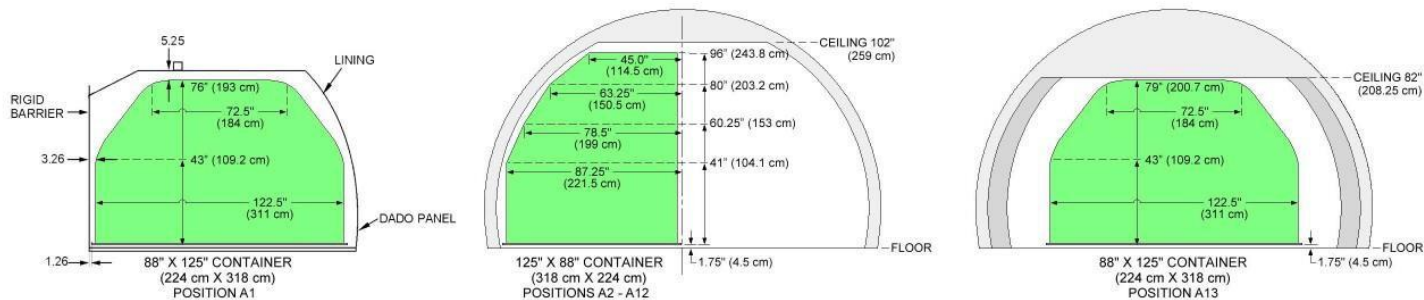 5.25
LINING
RIGID
BARRIER
76" (193 cm)
72.5"
(184 cm)
3.26
43" (109.2 cm)
122.5"
(311 cm)
DADO PANEL
1.26
88" X 125" CONTAINER
(224 cm X 318 cm)
POSITION A1
CEILING 102"
(259 cm)
96" (243.8 cm)
45.0"
(114.5 cm)
80" (203.2 cm)
63.25"
(150.5 cm)
60.25" (153 cm)
78.5"
(199 cm)
41" (104.1 cm)
87.25"
(221.5 cm)
FLOOR
1.75" (4.5 cm)
125" X 88" CONTAINER
(318 cm X 224 cm)
POSITIONS A2 - A12
CEILING 82"
(208.25 cm)
79" (200.7 cm)
72.5"
(184 cm)
43" (109.2 cm)
122.5"
(311 cm)
FLOOR
1.75" (4.5 cm)
88" X 125" CONTAINER
(224 cm X 318 cm)
POSITION A13